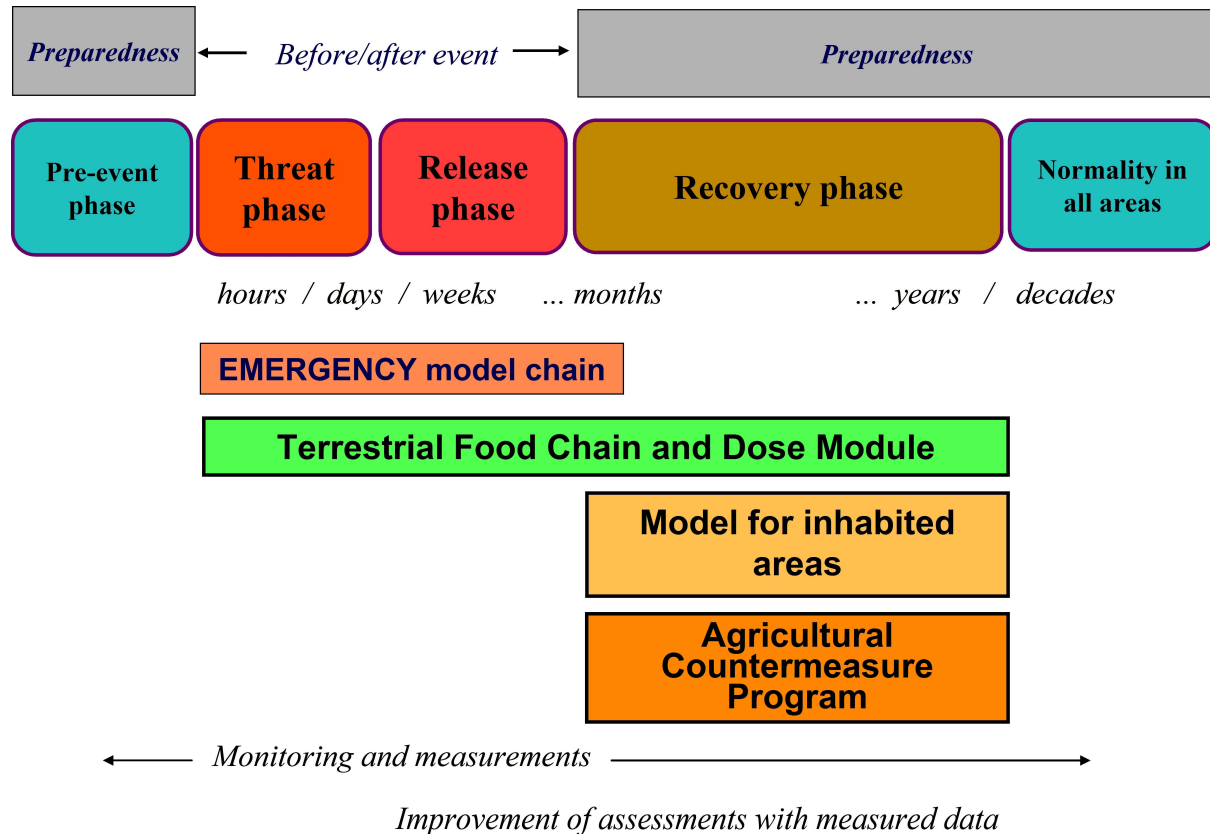 Preparedness
Before/after event
Preparedness
Pre-event
phase
Threat
phase
Release
phase
Recovery phase
Normality in
all areas
hours / days / weeks ... months ... years / decades
EMERGENCY model chain
Terrestrial Food Chain and Dose Module
Model for inhabited
areas
Agricultural
Countermeasure
Program
Monitoring and measurements
Improvement of assessments with measured data